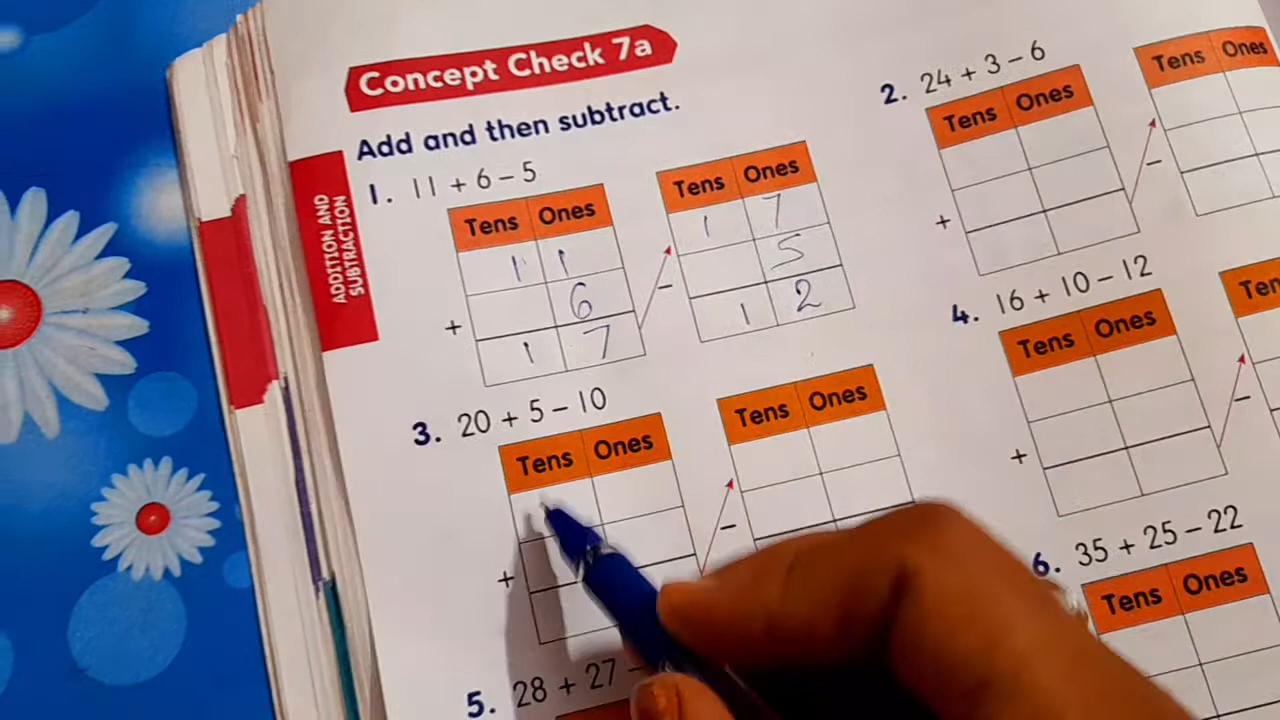 Concept Check 7a
Add and then subtract.
ADDITION AND
SUBTRACTION
1. 11 + 6 – 5
Tens Ones
1 1
+ 6
1 7
Tens Ones
1 7
– 5
1 2
2. 24 + 3 – 6
Tens Ones
+
Tens Ones
–
3. 20 + 5 – 10
Tens Ones
+
Tens Ones
–
4. 16 + 10 – 12
Tens Ones
+
–
5. 28 + 27 –
6. 35 + 25 – 22
Tens Ones